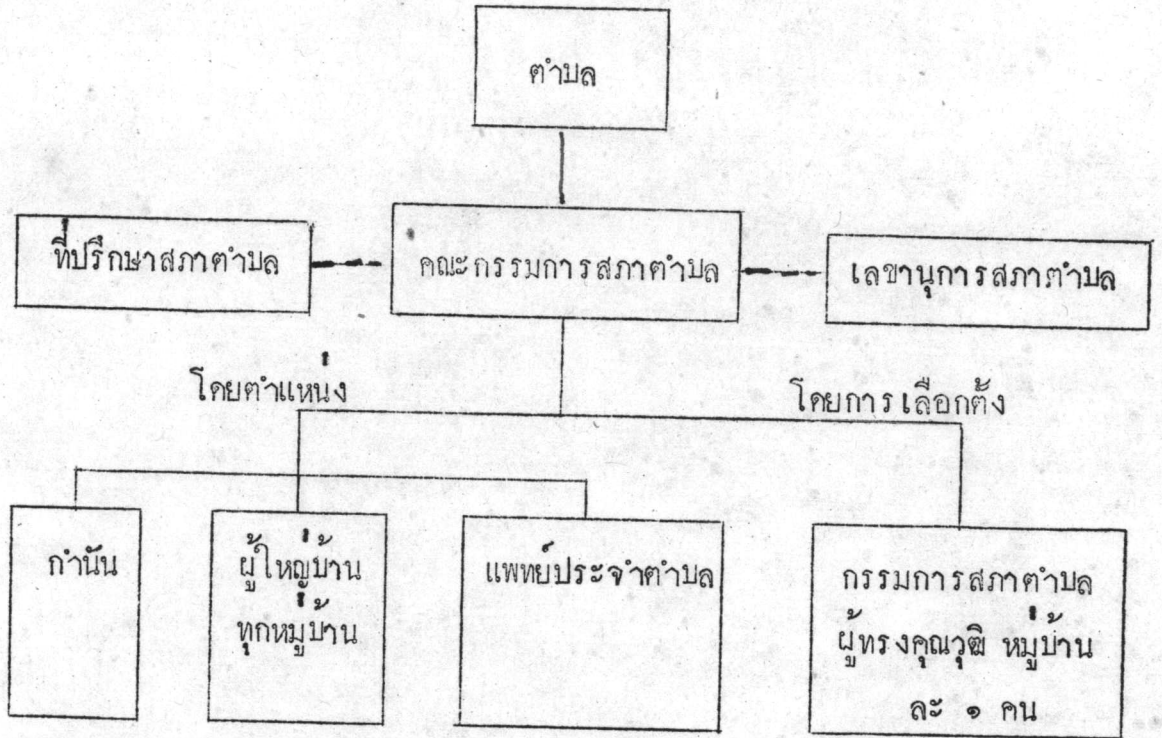 ตำบล
ที่ปรึกษาสภาตำบล
คณะกรรมการสภาตำบล
เลขานุการสภาตำบล
โดยตำแหน่ง
โดยการเลือกตั้ง
กำนัน
ผู้ใหญ่บ้าน
ทุกหมู่บ้าน
แพทย์ประจำตำบล
กรรมการสภาตำบล
ผู้ทรงคุณวุฒิ หมู่บ้าน
ละ ๑ คน